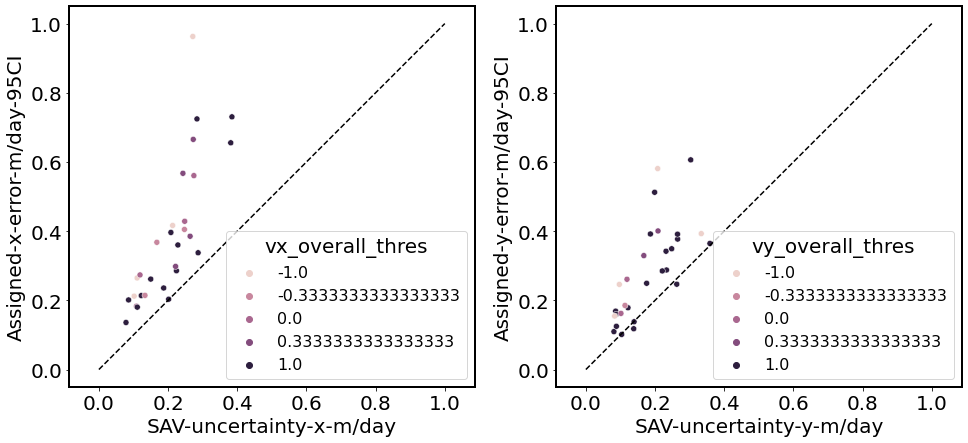 Assigned-x-error-m/day-95CI
1.0
0.8
0.6
0.4
0.2
0.0
vx_overall_thres
-1.0
-0.3333333333333333
0.0
0.3333333333333333
1.0
0.0 0.2 0.4 0.6 0.8 1.0
SAV-uncertainty-x-m/day
Assigned-y-error-m/day-95CI
1.0
0.8
0.6
0.4
0.2
0.0
vy_overall_thres
-1.0
-0.3333333333333333
0.0
0.3333333333333333
1.0
0.0 0.2 0.4 0.6 0.8 1.0
SAV-uncertainty-y-m/day